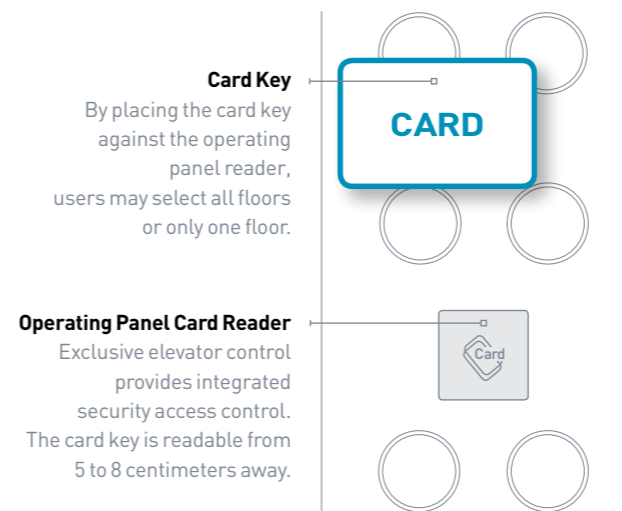 Card Key
By placing the card key
against the operating
panel reader,
users may select all floors
or only one floor.
CARD
Operating Panel Card Reader
Exclusive elevator control
provides integrated
security access control.
The card key is readable from
5 to 8 centimeters away.
Card